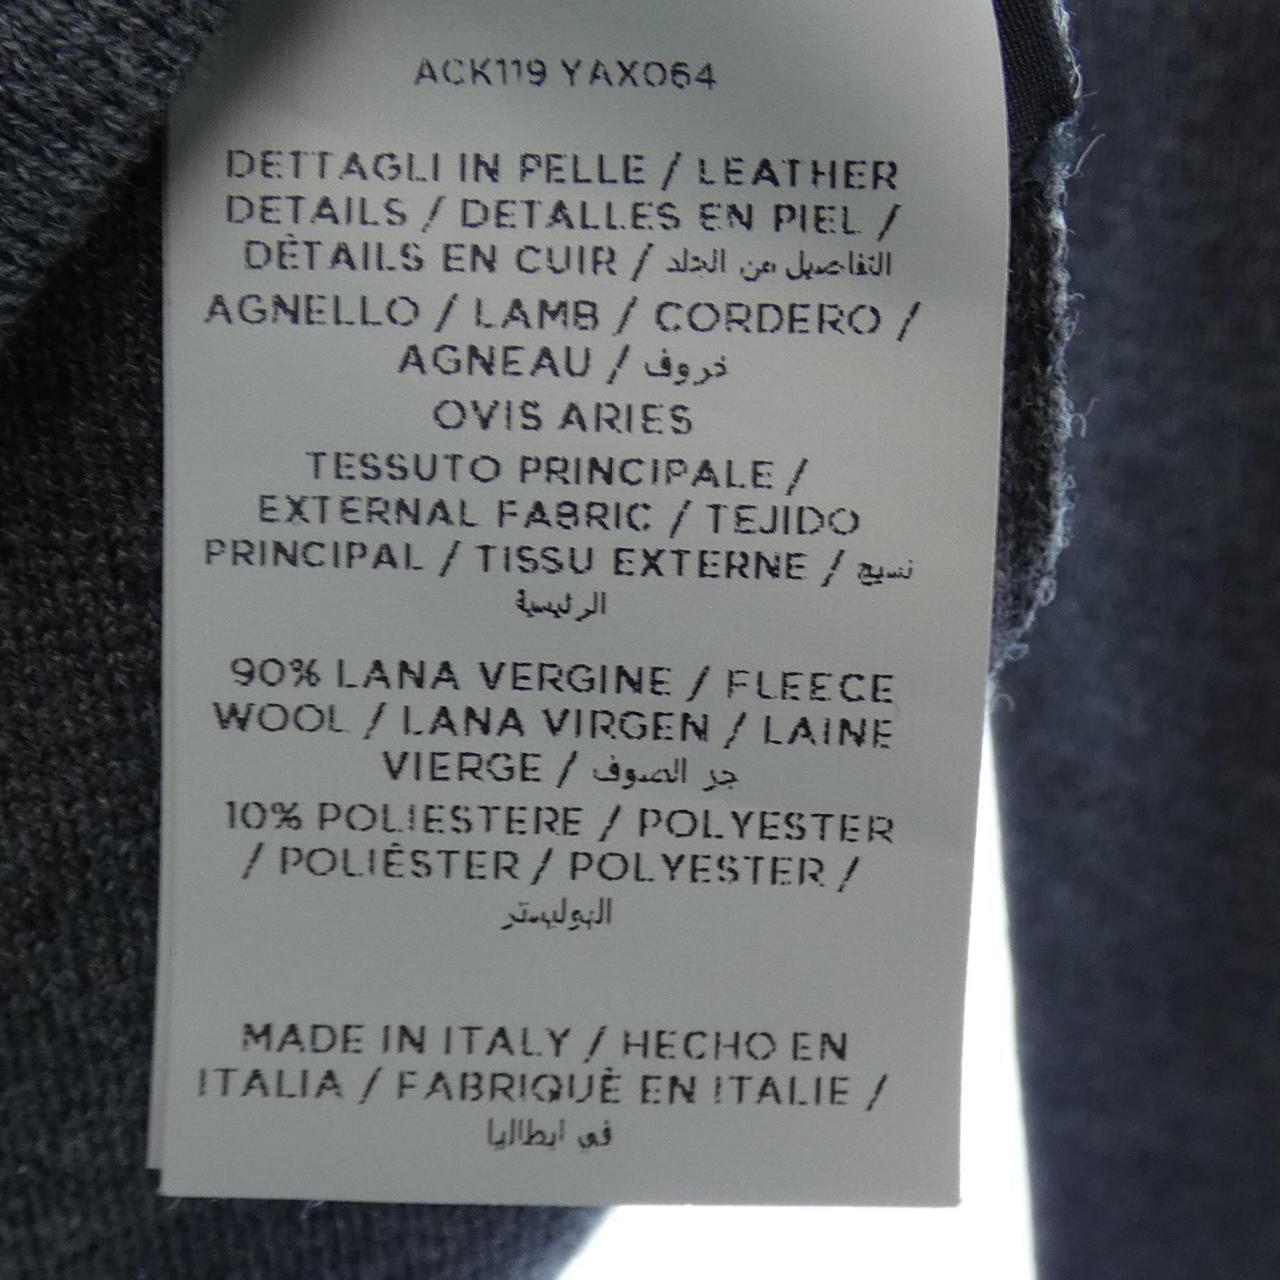 ACK119 YAX064
DETTAGLI IN PELLE / LEATHER
DETAILS / DETALLES EN PIEL /
DÉTAILS EN CUIR / التفاصيل من الجلد
AGNELLO / LAMB / CORDERO /
AGNEAU / خروف
OVIS ARIES
TESSUTO PRINCIPALE /
EXTERNAL FABRIC / TEJIDO
PRINCIPAL / TISSU EXTERNE / نسيج
الرئيسية
90% LANA VERGINE / FLEECE
WOOL / LANA VIRGEN / LAINE
VIERGE / جز الصوف
10% POLIESTERE / POLYESTER
/ POLIÉSTER / POLYESTER /
البوليستر
MADE IN ITALY / HECHO EN
ITALIA / FABRIQUÉ EN ITALIE /
في ايطاليا